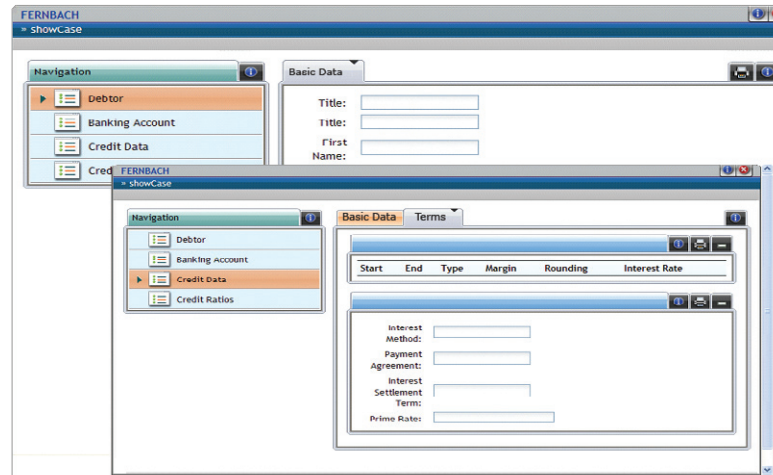 FERNBACH
» showCase
Navigation
Basic Data
Debtor
Banking Account
Credit Data
Cred
Title:
Title:
First
Name:
FERNBACH
» showCase
Navigation
Debtor
Banking Account
Credit Data
Credit Ratios
Basic Data Terms
Start End Type Margin Rounding Interest Rate
Interest
Method:
Payment
Agreement:
Interest
Settlement
Term:
Prime Rate: